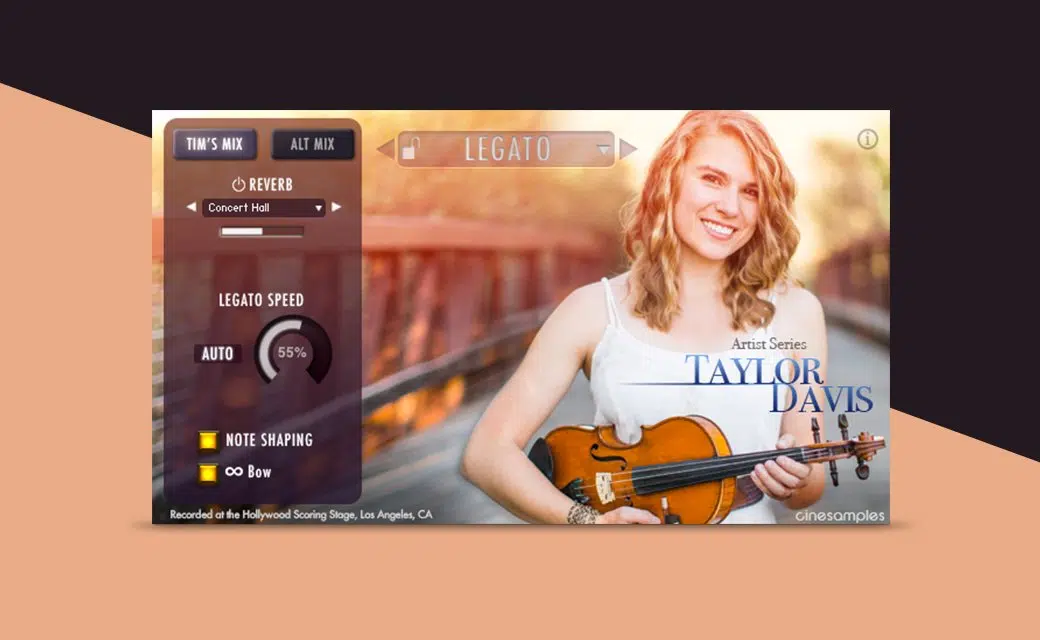 TIM'S MIX
ALT MIX
LEGATO
REVERB
Concert Hall
LEGATO SPEED
AUTO
55%
Artist Series
TAYLOR
DAVIS
NOTE SHAPING
∞ Bow
Recorded at the Hollywood Scoring Stage, Los Angeles, CA
cinesamples